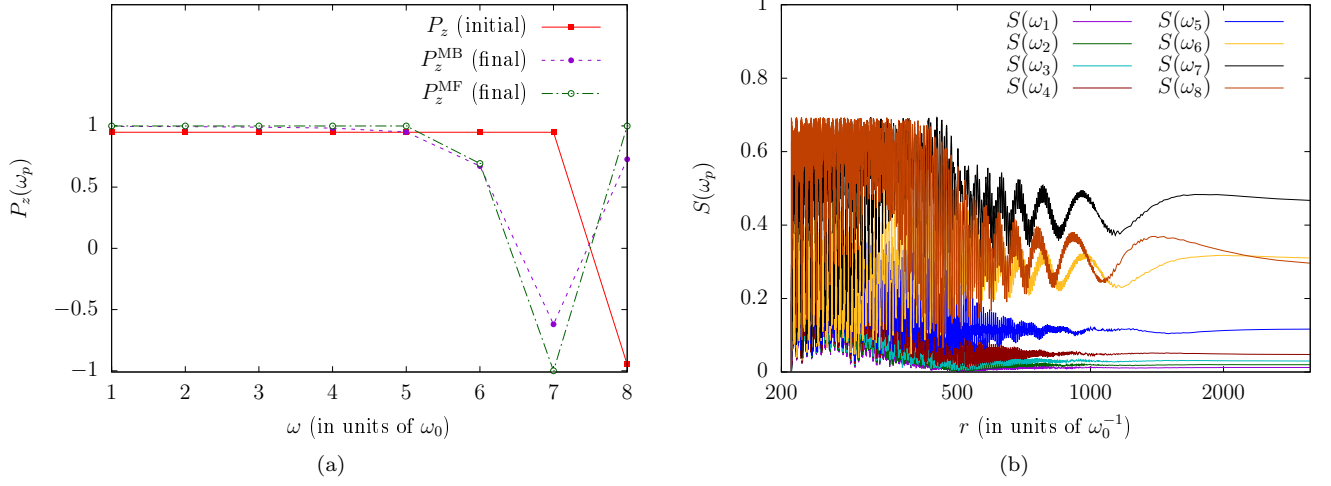 P_z (initial)
P_z^MB (final)
P_z^MF (final)
P_z(ω_p)
1
0.5
0
−0.5
−1
1 2 3 4 5 6 7 8
ω (in units of ω_0)
(a)
S(ω_1) S(ω_5)
S(ω_2) S(ω_6)
S(ω_3) S(ω_7)
S(ω_4) S(ω_8)
S(ω_p)
1
0.8
0.6
0.4
0.2
0
200 500 1000 2000
r (in units of ω_0^−1)
(b)